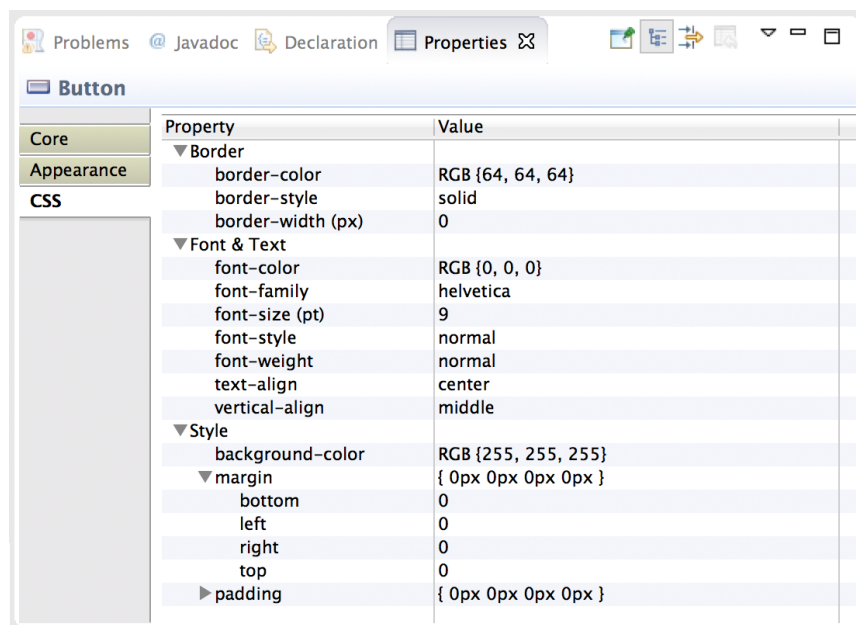 Problems @ Javadoc Declaration Properties
Button
Property Value
Core
Border
Appearance
border-color RGB {64, 64, 64}
CSS
border-style solid
border-width (px) 0
Font & Text
font-color RGB {0, 0, 0}
font-family helvetica
font-size (pt) 9
font-style normal
font-weight normal
text-align center
vertical-align middle
Style
background-color RGB {255, 255, 255}
margin { 0px 0px 0px 0px }
bottom 0
left 0
right 0
top 0
padding { 0px 0px 0px 0px }